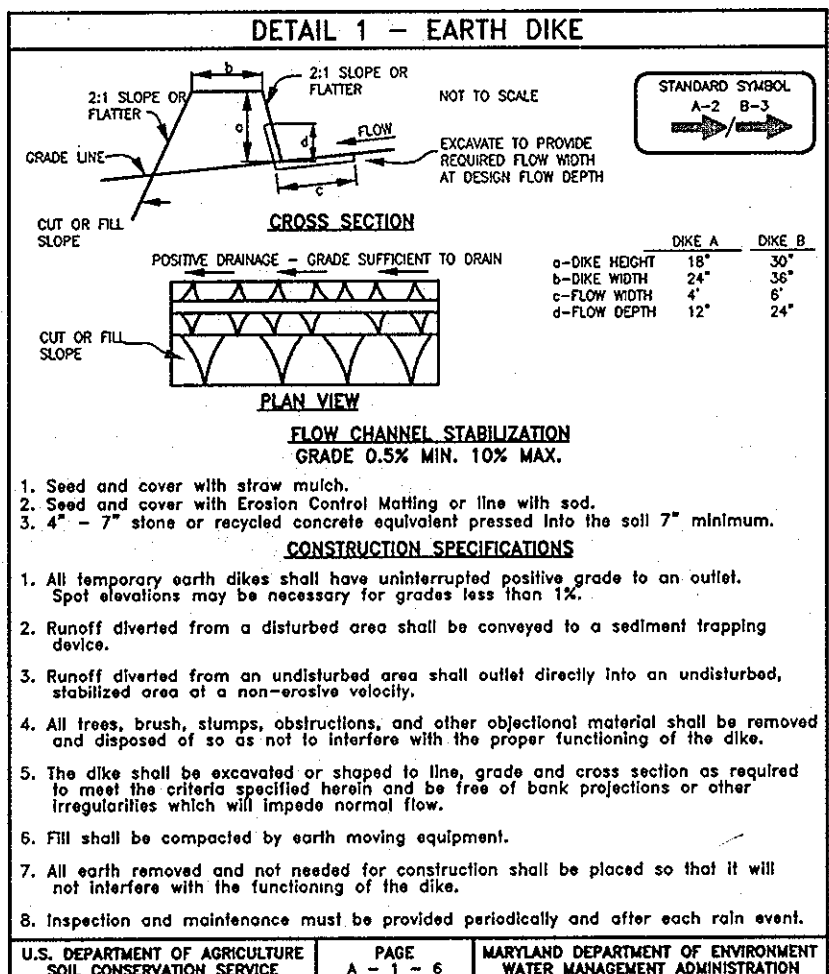 DETAIL 1 – EARTH DIKE
b
2:1 SLOPE OR
FLATTER
2:1 SLOPE OR
FLATTER
NOT TO SCALE
STANDARD SYMBOL
A-2 B-3
/
a
d
FLOW
GRADE LINE
EXCAVATE TO PROVIDE
REQUIRED FLOW WIDTH
AT DESIGN FLOW DEPTH
c
CUT OR FILL
SLOPE
CROSS SECTION
POSITIVE DRAINAGE – GRADE SUFFICIENT TO DRAIN
DIKE A DIKE B
a-DIKE HEIGHT 18" 30"
b-DIKE WIDTH 24" 36"
c-FLOW WIDTH 4' 6'
d-FLOW DEPTH 12" 24"
CUT OR FILL
SLOPE
PLAN VIEW
FLOW CHANNEL STABILIZATION
GRADE 0.5% MIN. 10% MAX.
1. Seed and cover with straw mulch.
2. Seed and cover with Erosion Control Matting or line with sod.
3. 4" – 7" stone or recycled concrete equivalent pressed into the soil 7" minimum.
CONSTRUCTION SPECIFICATIONS
1. All temporary earth dikes shall have uninterrupted positive grade to an outlet.
Spot elevations may be necessary for grades less than 1%.
2. Runoff diverted from a disturbed area shall be conveyed to a sediment trapping
device.
3. Runoff diverted from an undisturbed area shall outlet directly into an undisturbed,
stabilized area at a non-erosive velocity.
4. All trees, brush, stumps, obstructions, and other objectional material shall be removed
and disposed of so as not to interfere with the proper functioning of the dike.
5. The dike shall be excavated or shaped to line, grade and cross section as required
to meet the criteria specified herein and be free of bank projections or other
irregularities which will impede normal flow.
6. Fill shall be compacted by earth moving equipment.
7. All earth removed and not needed for construction shall be placed so that it will
not interfere with the functioning of the dike.
8. Inspection and maintenance must be provided periodically and after each rain event.
U.S. DEPARTMENT OF AGRICULTURE
SOIL CONSERVATION SERVICE
PAGE
A – 1 – 6
MARYLAND DEPARTMENT OF ENVIRONMENT
WATER MANAGEMENT ADMINISTRATION